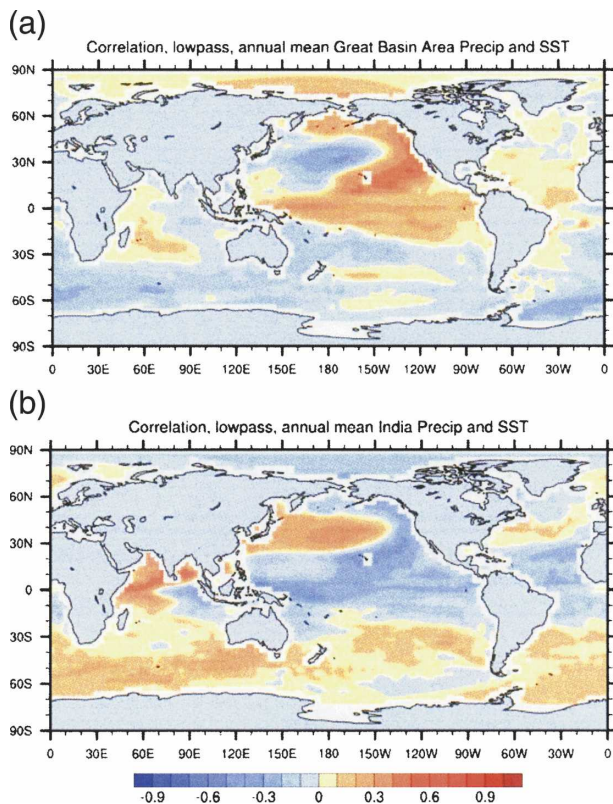 (a)
Correlation, lowpass, annual mean Great Basin Area Precip and SST
90N
60N
30N
0
30S
60S
90S
0 30E 60E 90E 120E 150E 180 150W 120W 90W 60W 30W 0
(b)
Correlation, lowpass, annual mean India Precip and SST
90N
60N
30N
0
30S
60S
90S
0 30E 60E 90E 120E 150E 180 150W 120W 90W 60W 30W 0
-0.9 -0.6 -0.3 0 0.3 0.6 0.9